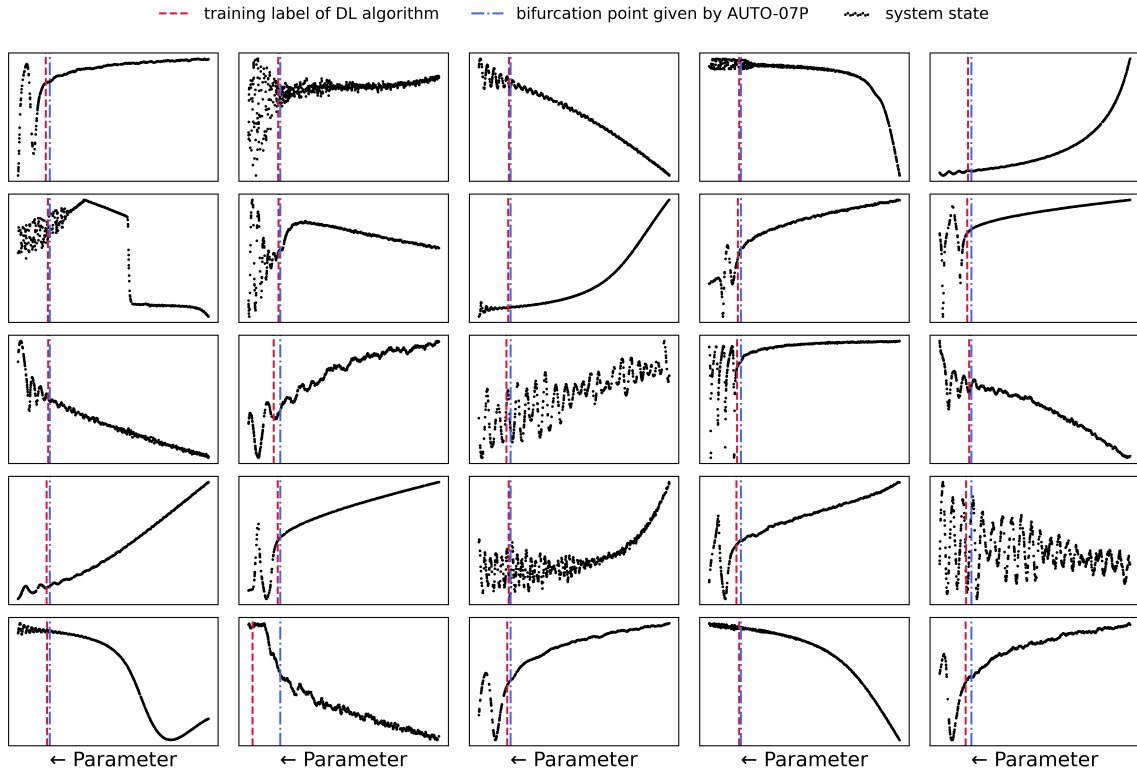 training label of DL algorithm bifurcation point given by AUTO-07P system state
← Parameter ← Parameter ← Parameter ← Parameter ← Parameter